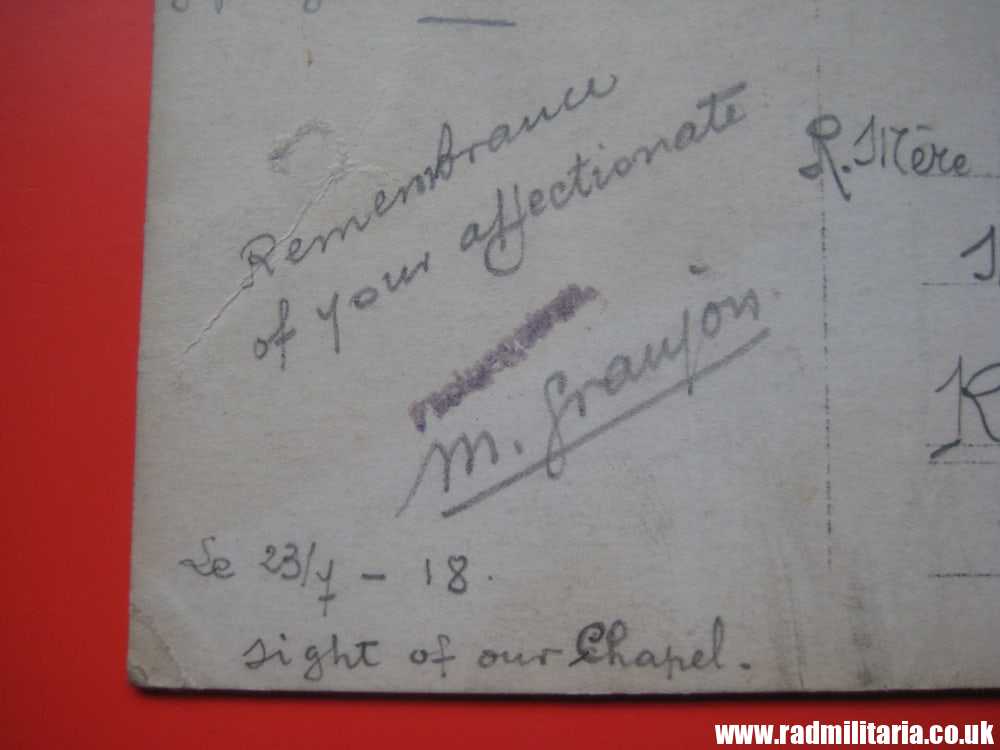 Remembrance
of your affectionate
M. Granjon
Le 23/7 - 18.
sight of our Chapel.
R. Mère
www.radmilitaria.co.uk